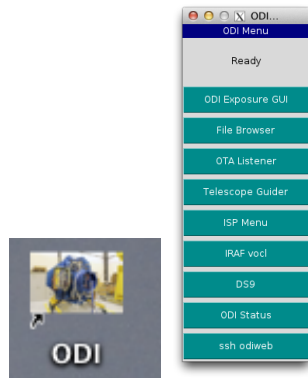 ODI...
ODI Menu
Ready
ODI Exposure GUI
File Browser
OTA Listener
Telescope Guider
ISP Menu
IRAF vocl
DS9
ODI Status
ssh odiweb
ODI